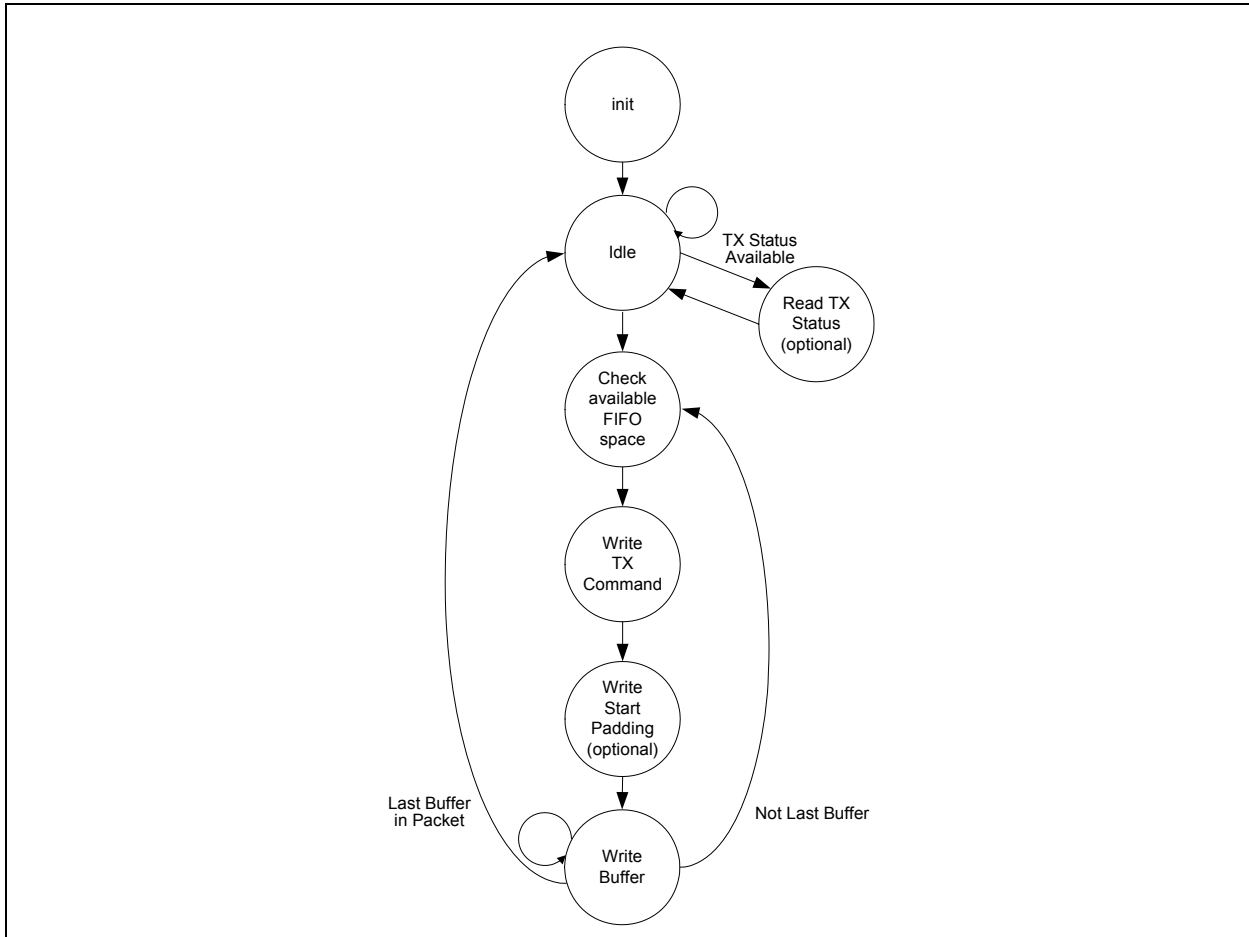 init
Idle
TX Status
Available
Read TX
Status
(optional)
Check
available
FIFO
space
Write
TX
Command
Write
Start
Padding
(optional)
Last Buffer
in Packet
Not Last Buffer
Write
Buffer